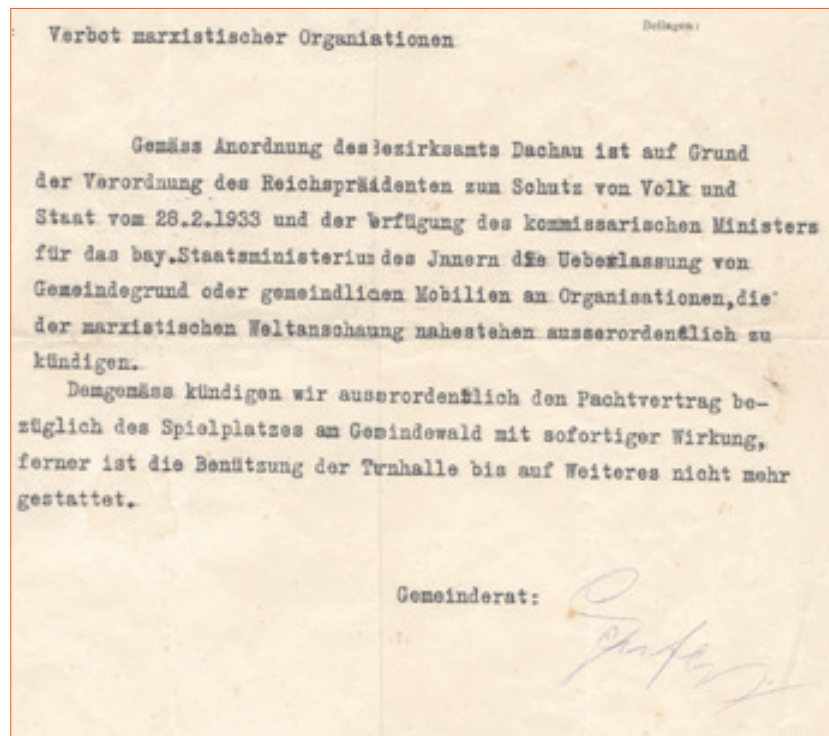 Beilagen:
Verbot marxistischer Organiationen
Gemäss Anordnung des Bezirksamts Dachau ist auf Grund
der Verordnung des Reichspräsidenten zum Schutz von Volk und
Staat vom 28.2.1933 und der Verfügung des kommissarischen Ministers
für das bay.Staatsministerium des Jnnern die Ueberlassung von
Gemeindegrund oder gemeindlichen Mobilien an Organisationen,die
der marxistischen Weltanschaung nahestehen ausserordentlich zu
kündigen.
Demgemäss kündigen wir ausserordentlich den Pachtvertrag be-
züglich des Spielplatzes am Gemeindewald mit sofortiger Wirkung,
ferner ist die Benützung der Turnhalle bis auf Weiteres nicht mehr
gestattet.
Gemeinderat: